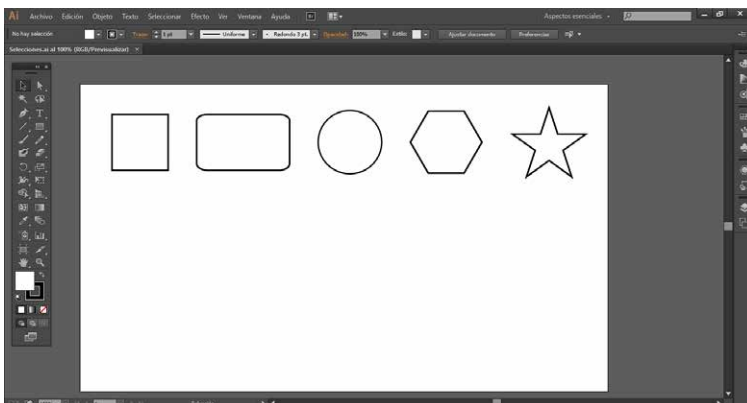 Ai Archivo Edición Objeto Texto Seleccionar Efecto Ver Ventana Ayuda Br Aspectos esenciales
No hay selección Trazo: 1 pt Uniforme Redondo 3 pt. Opacidad: 100% Estilo: Ajustar documento Preferencias
Selecciones.ai al 100% (RGB/Previsualizar) ×